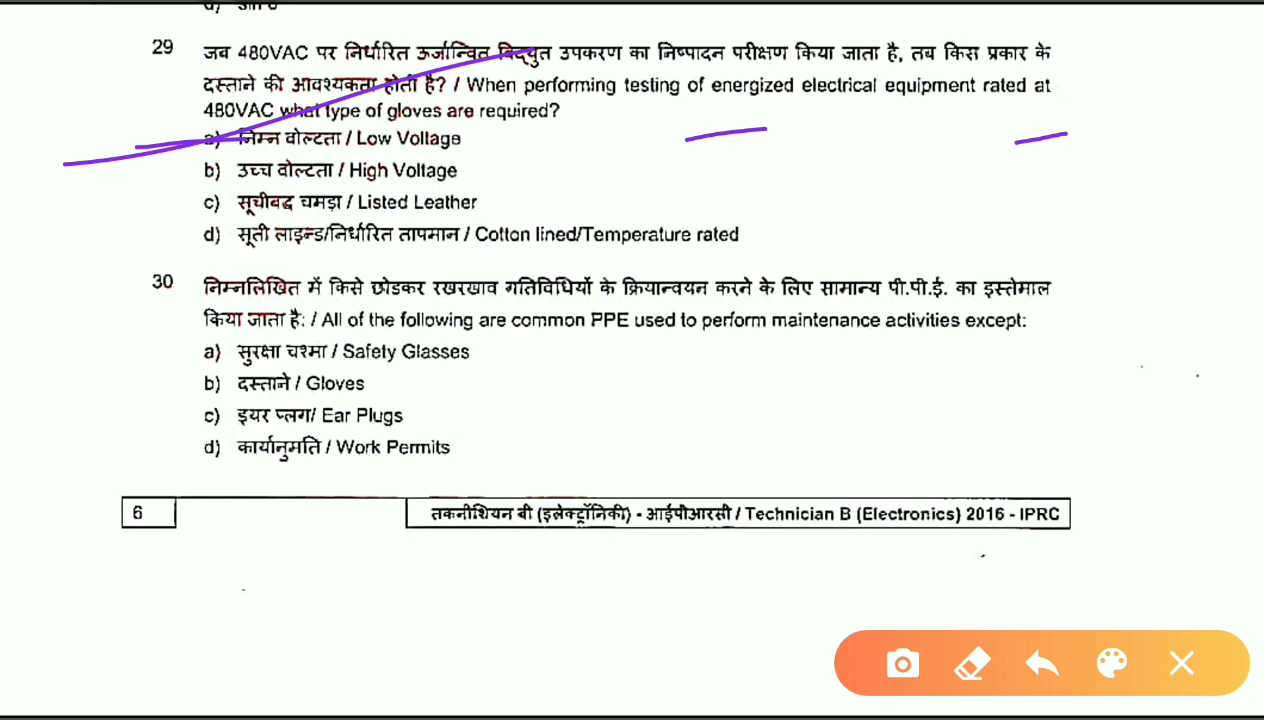 29 जब 480VAC पर निर्धारित ऊर्जान्वित विद्युत उपकरण का निष्पादन परीक्षण किया जाता है, तब किस प्रकार के
दस्ताने की आवश्यकता होती है? / When performing testing of energized electrical equipment rated at
480VAC what type of gloves are required?
a) निम्न वोल्टता / Low Voltage
b) उच्च वोल्टता / High Voltage
c) सूचीबद्ध चमड़ा / Listed Leather
d) सूती लाइन्ड/निर्धारित तापमान / Cotton lined/Temperature rated
30 निम्नलिखित में किसे छोडकर रखरखाव गतिविधियों के क्रियान्वयन करने के लिए सामान्य पी.पी.ई. का इस्तेमाल
किया जाता है: / All of the following are common PPE used to perform maintenance activities except:
a) सुरक्षा चश्मा / Safety Glasses
b) दस्ताने / Gloves
c) इयर प्लग/ Ear Plugs
d) कार्यानुमति / Work Permits
6 तकनीशियन बी (इलेक्ट्रॉनिकी) - आईपीआरसी / Technician B (Electronics) 2016 - IPRC